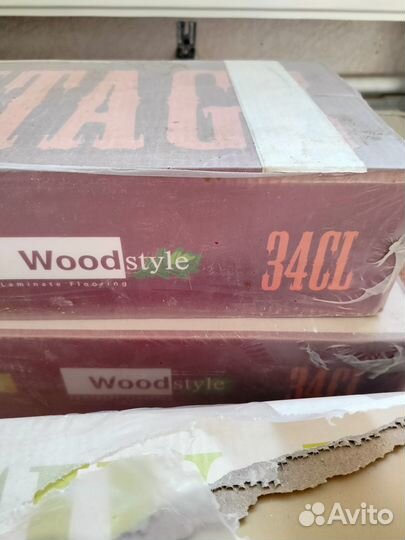 TAG
Woodstyle
Laminate Flooring
34CL
Woodstyle
34CL
Avito